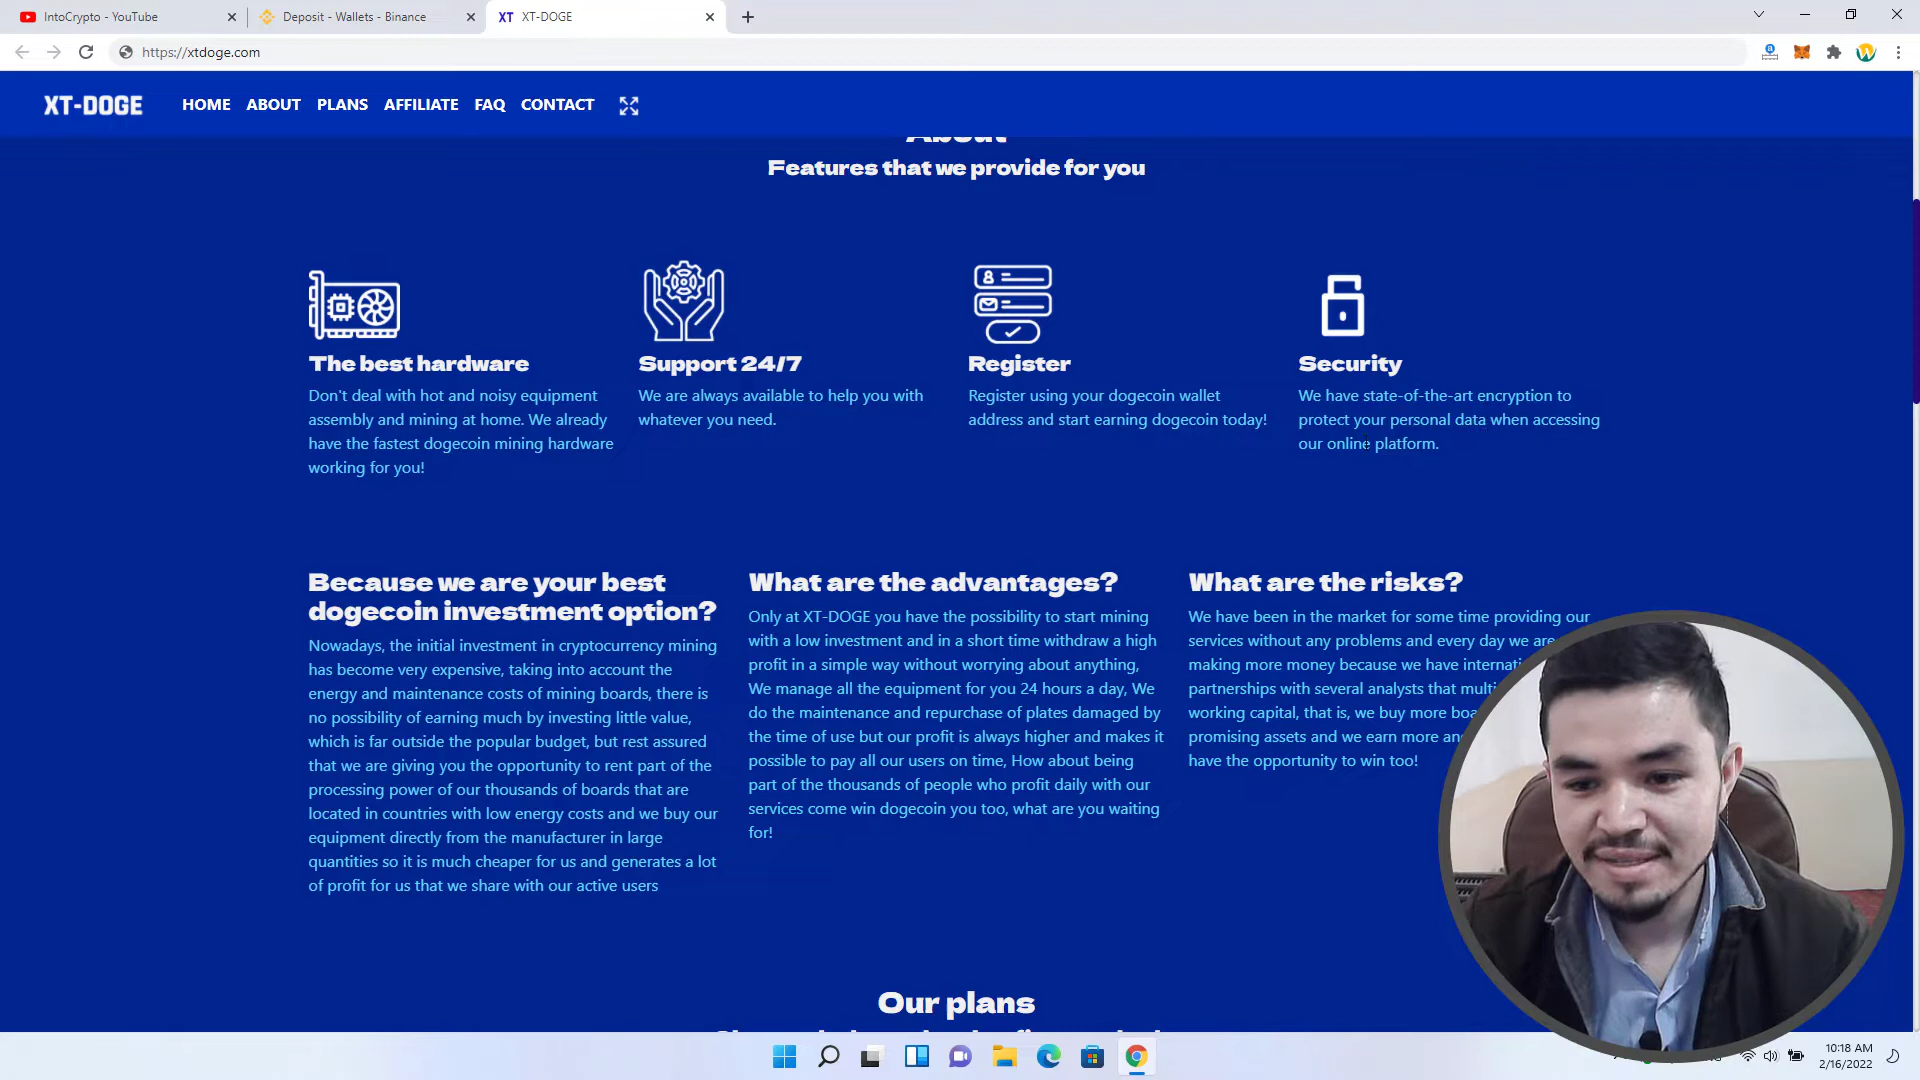 IntoCrypto - YouTube
Deposit - Wallets - Binance
XT XT-DOGE
https://xtdoge.com
XT-DOGE HOME ABOUT PLANS AFFILIATE FAQ CONTACT
About
Features that we provide for you
The best hardware
Don't deal with hot and noisy equipment
assembly and mining at home. We already
have the fastest dogecoin mining hardware
working for you!
Support 24/7
We are always available to help you with
whatever you need.
Register
Register using your dogecoin wallet
address and start earning dogecoin today!
Security
We have state-of-the-art encryption to
protect your personal data when accessing
our online platform.
Because we are your best
dogecoin investment option?
Nowadays, the initial investment in cryptocurrency mining
has become very expensive, taking into account the
energy and maintenance costs of mining boards, there is
no possibility of earning much by investing little value,
which is far outside the popular budget, but rest assured
that we are giving you the opportunity to rent part of the
processing power of our thousands of boards that are
located in countries with low energy costs and we buy our
equipment directly from the manufacturer in large
quantities so it is much cheaper for us and generates a lot
of profit for us that we share with our active users
What are the advantages?
Only at XT-DOGE you have the possibility to start mining
with a low investment and in a short time withdraw a high
profit in a simple way without worrying about anything,
We manage all the equipment for you 24 hours a day, We
do the maintenance and repurchase of plates damaged by
the time of use but our profit is always higher and makes it
possible to pay all our users on time, How about being
part of the thousands of people who profit daily with our
services come win dogecoin you too, what are you waiting
for!
What are the risks?
We have been in the market for some time providing our
services without any problems and every day we are
making more money because we have internati
partnerships with several analysts that multi
working capital, that is, we buy more boa
promising assets and we earn more an
have the opportunity to win too!
Our plans
10:18 AM
2/16/2022